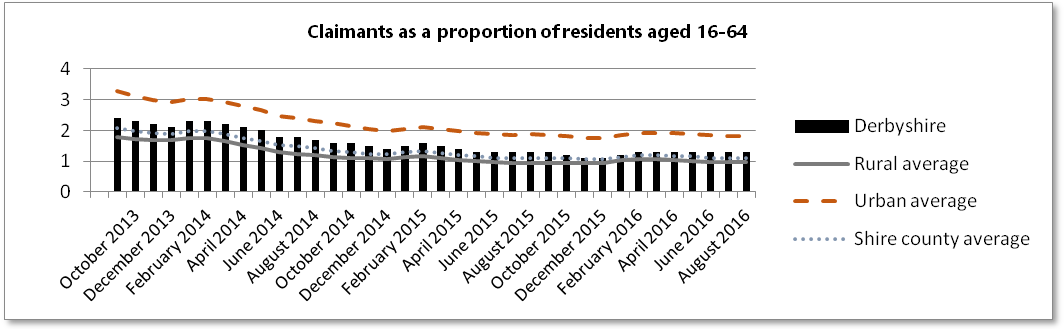 Claimants as a proportion of residents aged 16-64
4
3
2
1
0
October 2013
December 2013
February 2014
April 2014
June 2014
August 2014
October 2014
December 2014
February 2015
April 2015
June 2015
August 2015
October 2015
December 2015
February 2016
April 2016
June 2016
August 2016
Derbyshire
Rural average
Urban average
Shire county average